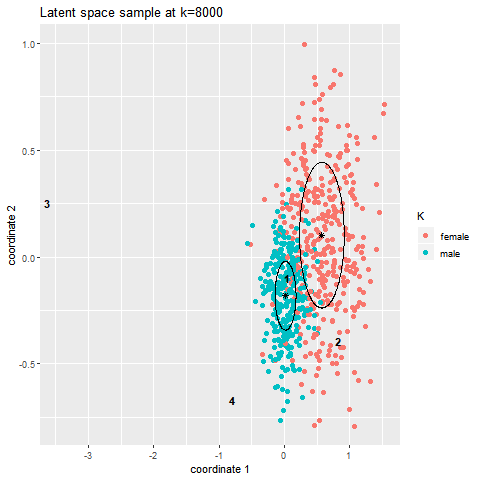 Latent space sample at k=8000
1.0
0.5
0.0
-0.5
coordinate 2
3
1
2
4
-3
-2
-1
0
1
coordinate 1
K
female
male